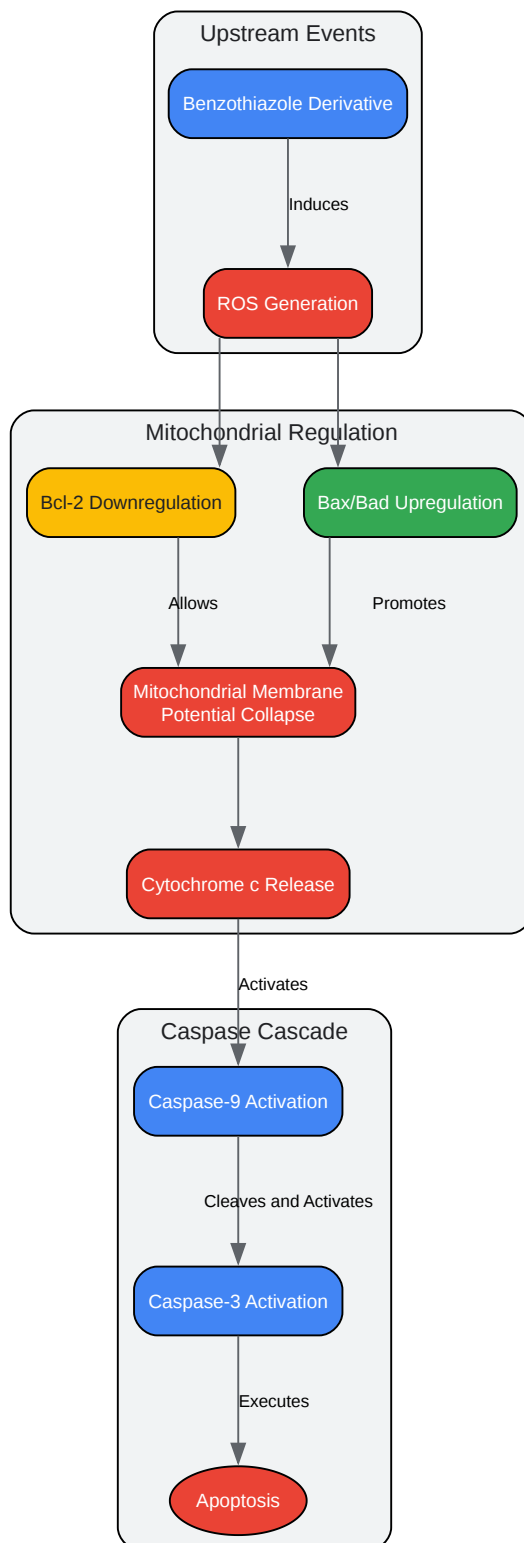 Upstream Events
Benzothiazole Derivative
Induces
ROS Generation
Mitochondrial Regulation
Bcl-2 Downregulation
Bax/Bad Upregulation
Allows
Promotes
Mitochondrial Membrane
Potential Collapse
Cytochrome c Release
Activates
Caspase Cascade
Caspase-9 Activation
Cleaves and Activates
Caspase-3 Activation
Executes
Apoptosis